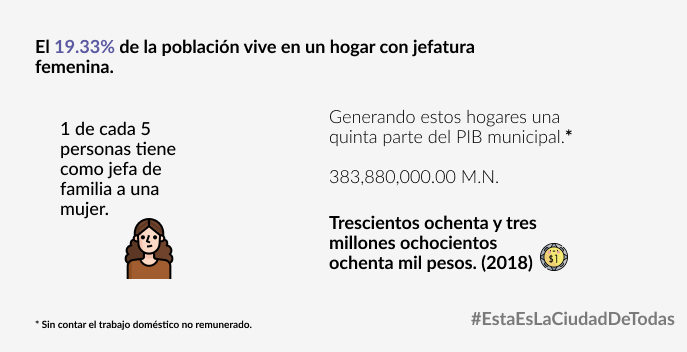 El 19.33% de la población vive en un hogar con jefatura
femenina.
1 de cada 5
personas tiene
como jefa de
familia a una
mujer.
Generando estos hogares una
quinta parte del PIB municipal.*
383,880,000.00 M.N.
Trescientos ochenta y tres
millones ochocientos
ochenta mil pesos. (2018)
$1
* Sin contar el trabajo doméstico no remunerado.
#EstaEsLaCiudadDeTodas